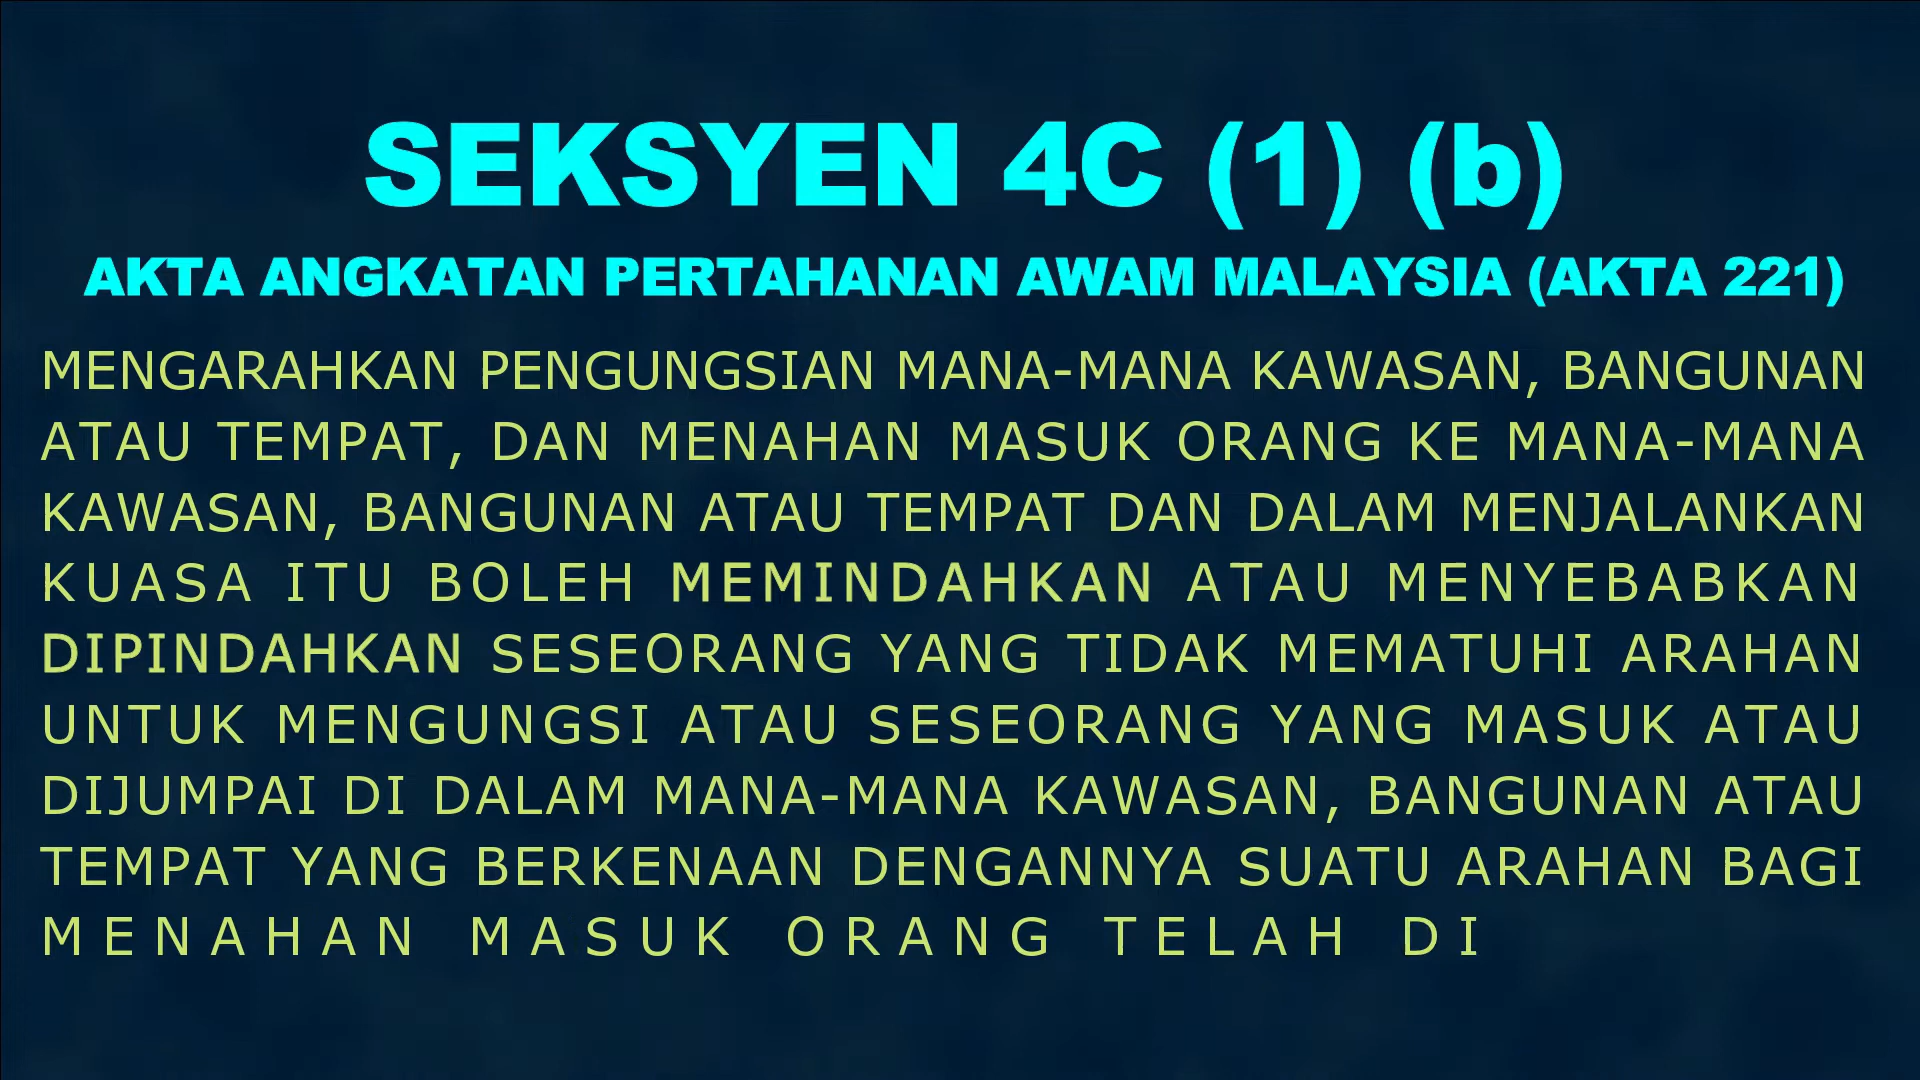 SEKSYEN 4C (1) (b)
AKTA ANGKATAN PERTAHANAN AWAM MALAYSIA (AKTA 221)
MENGARAHKAN PENGUNGSIAN MANA-MANA KAWASAN, BANGUNAN
ATAU TEMPAT, DAN MENAHAN MASUK ORANG KE MANA-MANA
KAWASAN, BANGUNAN ATAU TEMPAT DAN DALAM MENJALANKAN
KUASA ITU BOLEH MEMINDAHKAN ATAU MENYEBABKAN
DIPINDAHKAN SESEORANG YANG TIDAK MEMATUHI ARAHAN
UNTUK MENGUNGSI ATAU SESEORANG YANG MASUK ATAU
DIJUMPAI DI DALAM MANA-MANA KAWASAN, BANGUNAN ATAU
TEMPAT YANG BERKENAAN DENGANNYA SUATU ARAHAN BAGI
MENAHAN MASUK ORANG TELAH DI